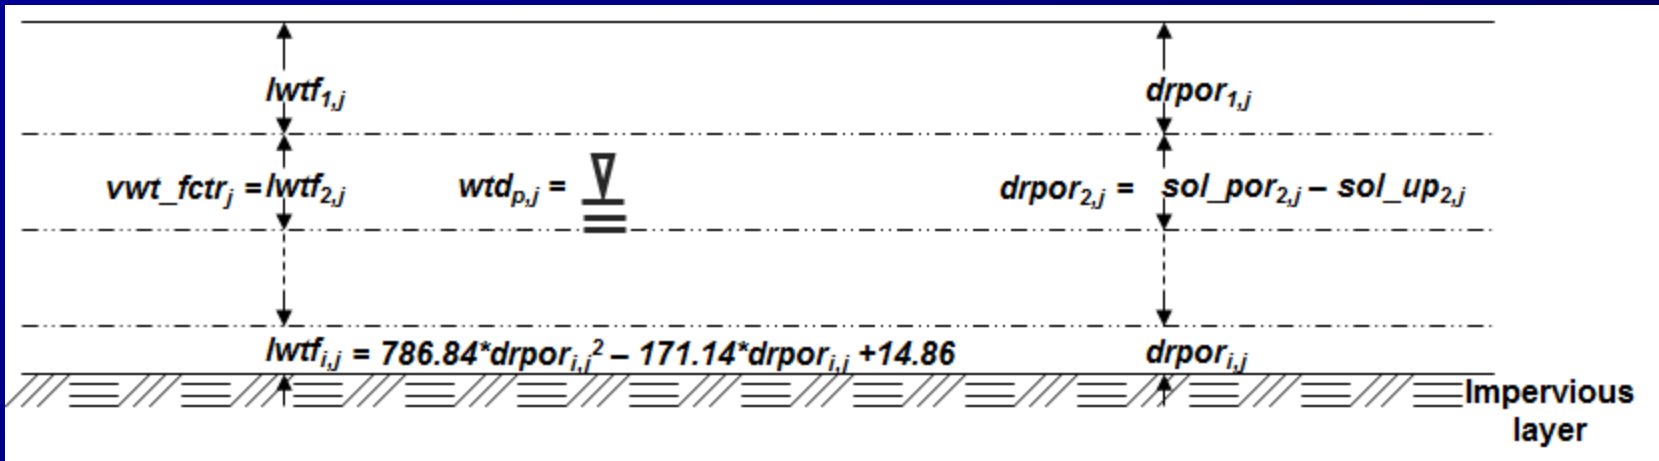 lwtf1,j drpor1,j
vwt_fctrj = lwtf2,j wtdp,j = drpor2,j = sol_por2,j – sol_up2,j
lwtfi,j = 786.84*drpori,j2 – 171.14*drpori,j +14.86 drpori,j
Impervious
layer